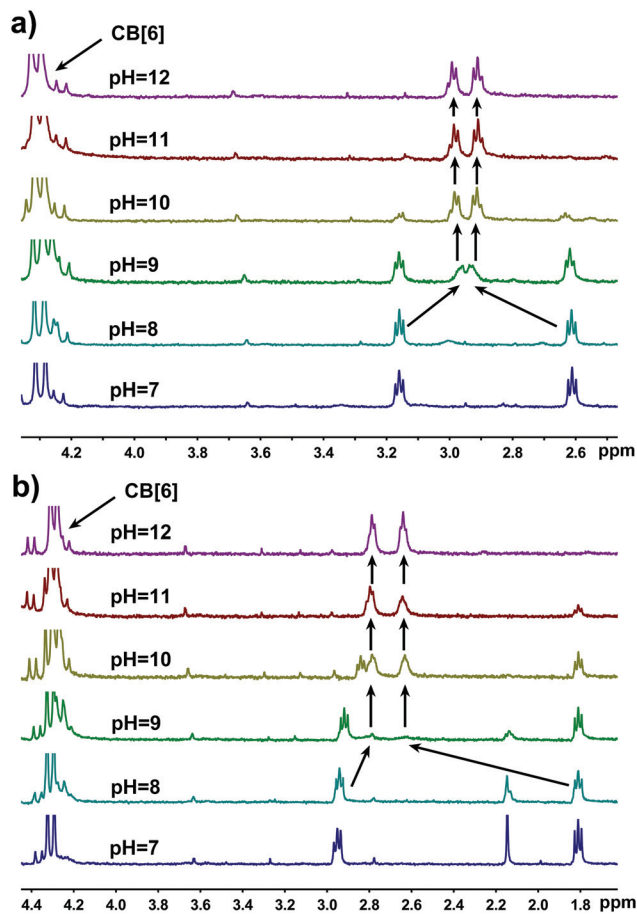 a)
CB[6]
pH=12
pH=11
pH=10
pH=9
pH=8
pH=7
4.2 4.0 3.8 3.6 3.4 3.2 3.0 2.8 2.6 ppm
b)
CB[6]
pH=12
pH=11
pH=10
pH=9
pH=8
pH=7
4.4 4.2 4.0 3.8 3.6 3.4 3.2 3.0 2.8 2.6 2.4 2.2 2.0 1.8 ppm